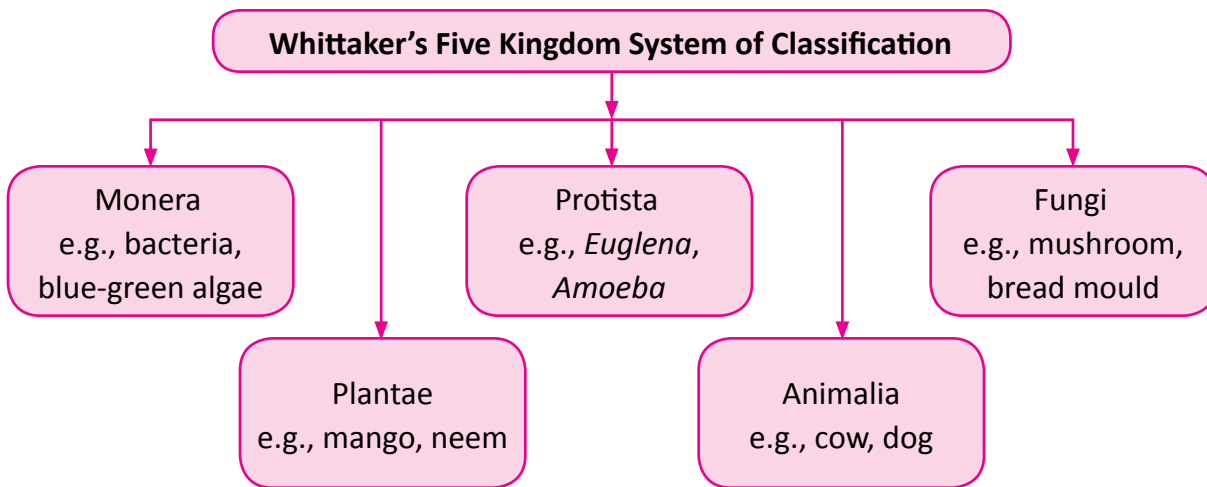 Whittaker’s Five Kingdom System of Classification
Monera
e.g., bacteria,
blue-green algae
Protista
e.g., Euglena,
Amoeba
Fungi
e.g., mushroom,
bread mould
Plantae
e.g., mango, neem
Animalia
e.g., cow, dog